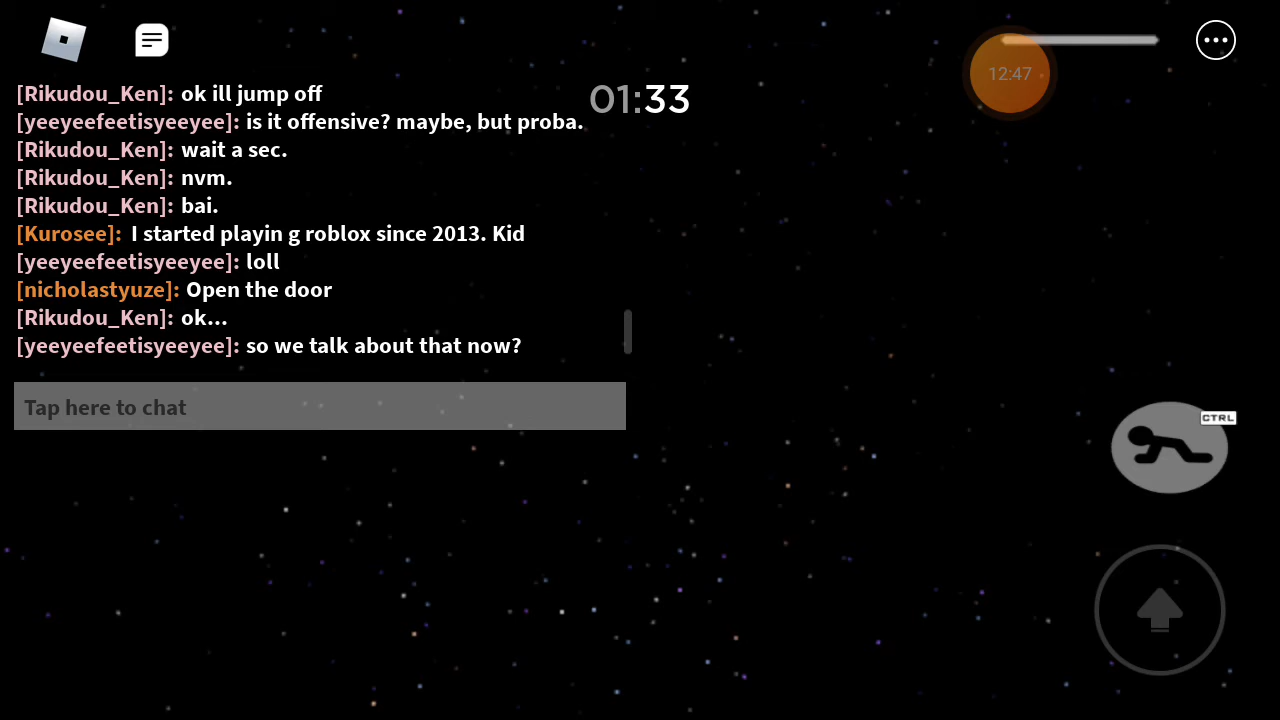 12:47
[Rikudou_Ken]: ok ill jump off
01:33
[yeeyeefeetisyeeyee]: is it offensive? maybe, but proba.
[Rikudou_Ken]: wait a sec.
[Rikudou_Ken]: nvm.
[Rikudou_Ken]: bai.
[Kurosee]: I started playin g roblox since 2013. Kid
[yeeyeefeetisyeeyee]: loll
[nicholastyuze]: Open the door
[Rikudou_Ken]: ok...
[yeeyeefeetisyeeyee]: so we talk about that now?
Tap here to chat
CTRL